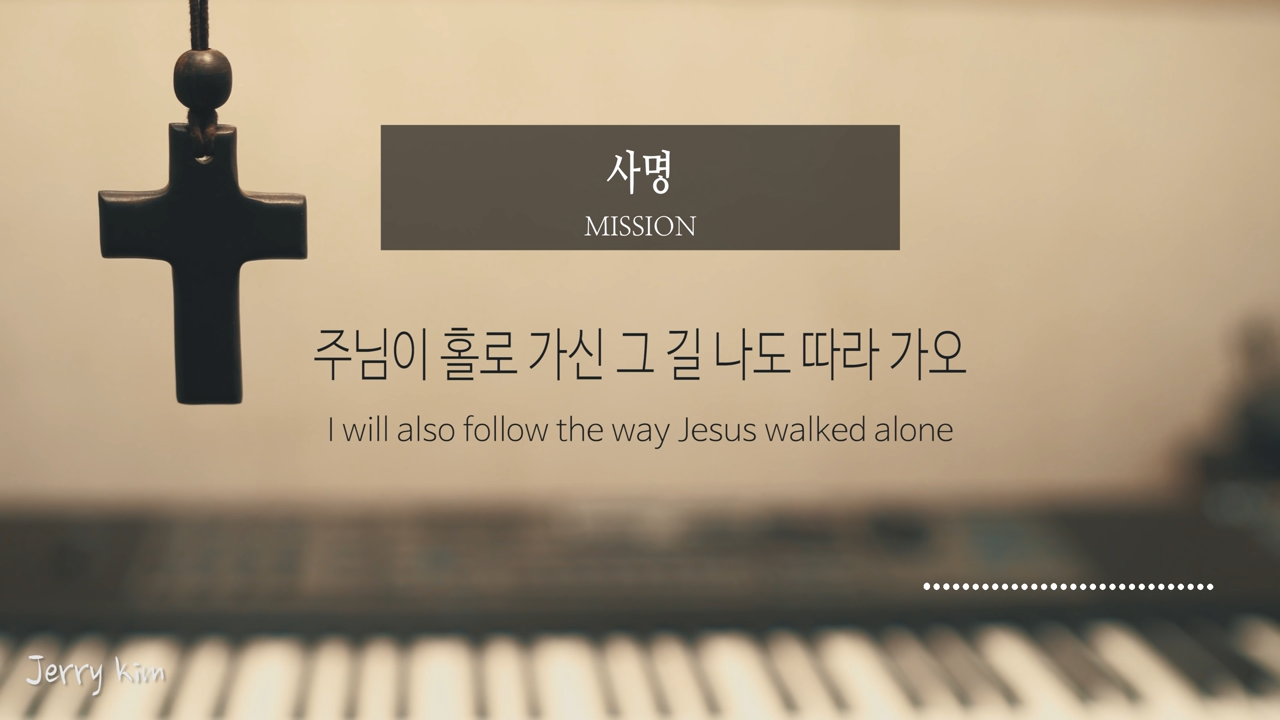 사명
MISSION
주님이 홀로 가신 그 길 나도 따라 가오
I will also follow the way Jesus walked alone
Jerry Kim